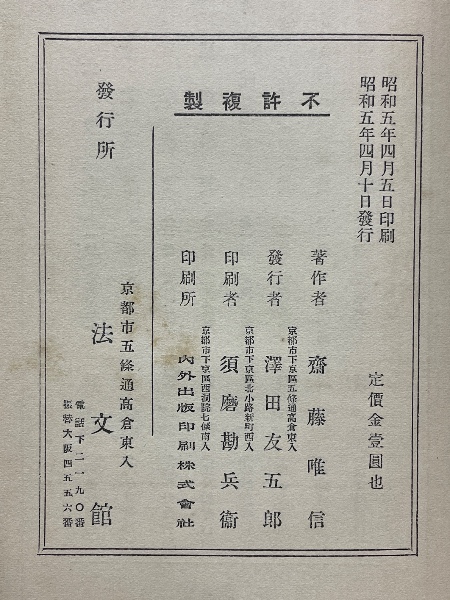 昭和五年四月五日印刷
昭和五年四月十日發行
定價金壹圓也
不許複製
著作者 齋藤唯信
京都市下京區五條通高倉東入
發行者 澤田友五郎
京都市下京區北小路新町西入
印刷者 須磨勘兵衞
京都市下京區西洞院七條南入
印刷所 內外出版印刷株式會社
發行所
京都市五條通高倉東入
法文館
電話下二一九〇番
振替大阪四五五六番